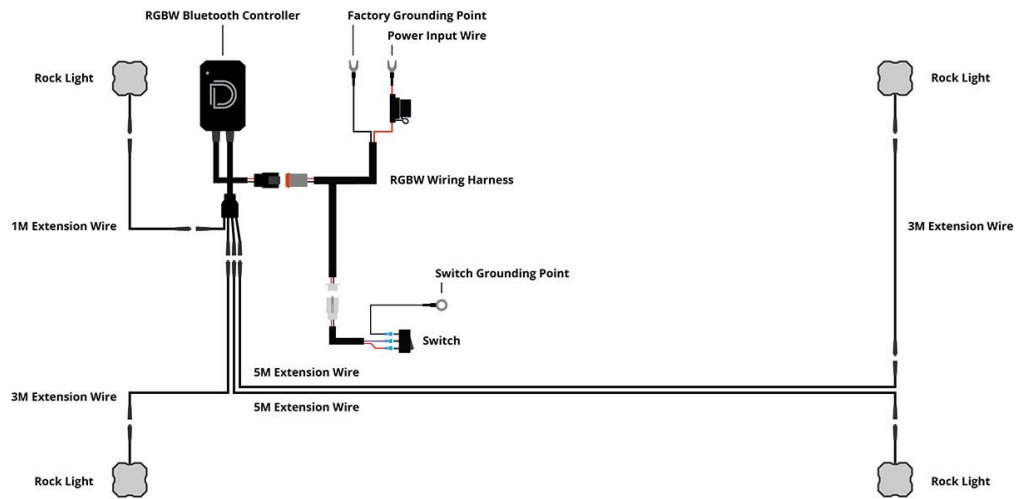 RGBW Bluetooth Controller
Factory Grounding Point
Power Input Wire
Rock Light
Rock Light
RGBW Wiring Harness
1M Extension Wire
3M Extension Wire
Switch Grounding Point
Switch
5M Extension Wire
3M Extension Wire
5M Extension Wire
Rock Light
Rock Light